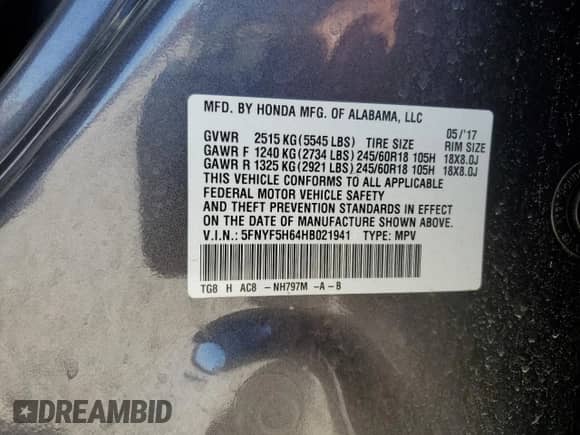 MFD. BY HONDA MFG. OF ALABAMA, LLC
05/'17
GVWR 2515 KG(5545 LBS) TIRE SIZE RIM SIZE
GAWR F 1240 KG(2734 LBS) 245/60R18 105H 18X8.0J
GAWR R 1325 KG(2921 LBS) 245/60R18 105H 18X8.0J
THIS VEHICLE CONFORMS TO ALL APPLICABLE
FEDERAL MOTOR VEHICLE SAFETY
AND THEFT PREVENTION STANDARDS IN EFFECT
ON THE DATE OF MANUFACTURE SHOWN ABOVE.
V.I.N.: 5FNYF5H64HB021941 TYPE: MPV
TG8 H AC8 -NH797M -A-B
DREAMBID